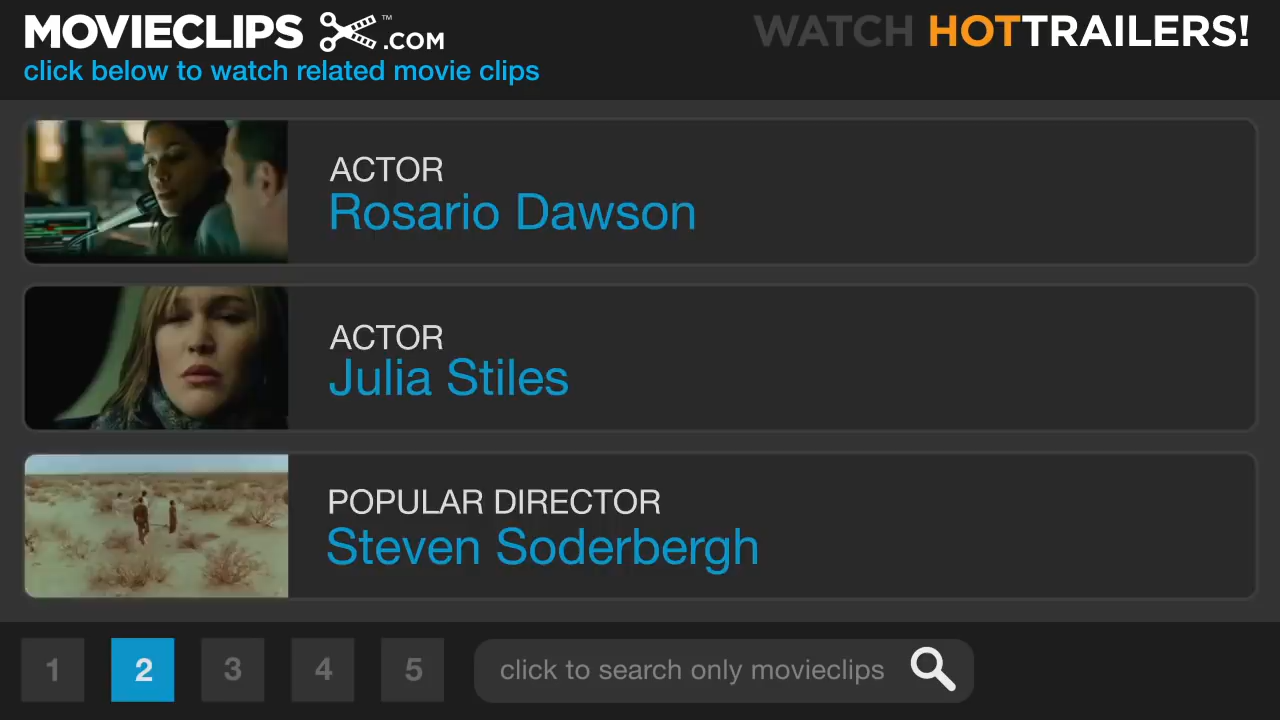 MOVIECLIPS ™ .COM
WATCH HOTTRAILERS!
click below to watch related movie clips
ACTOR
Rosario Dawson
ACTOR
Julia Stiles
POPULAR DIRECTOR
Steven Soderbergh
1 2 3 4 5 click to search only movieclips